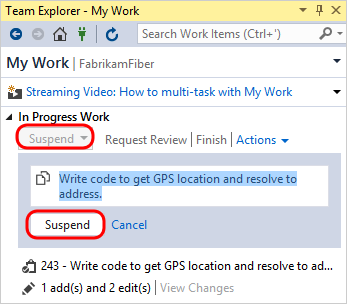 Team Explorer - My Work
Search Work Items (Ctrl+')
My Work | FabrikamFiber
Streaming Video: How to multi-task with My Work
In Progress Work
Suspend | Request Review | Finish | Actions
Write code to get GPS location and resolve to
address.
Suspend Cancel
243 - Write code to get GPS location and resolve to ad...
1 add(s) and 2 edit(s) | View Changes